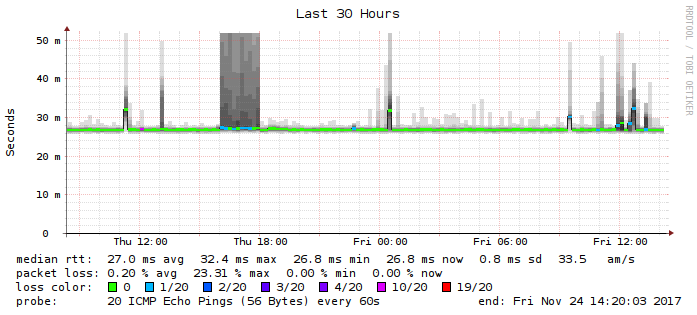 Last 30 Hours
RRDTOOL / TOBI OETIKER
Seconds
50 m
40 m
30 m
20 m
10 m
0
Thu 12:00 Thu 18:00 Fri 00:00 Fri 06:00 Fri 12:00
median rtt: 27.0 ms avg 32.4 ms max 26.8 ms min 26.8 ms now 0.8 ms sd 33.5 am/s
packet loss: 0.20 % avg 23.31 % max 0.00 % min 0.00 % now
loss color: 0 1/20 2/20 3/20 4/20 10/20 19/20
probe: 20 ICMP Echo Pings (56 Bytes) every 60s end: Fri Nov 24 14:20:03 2017